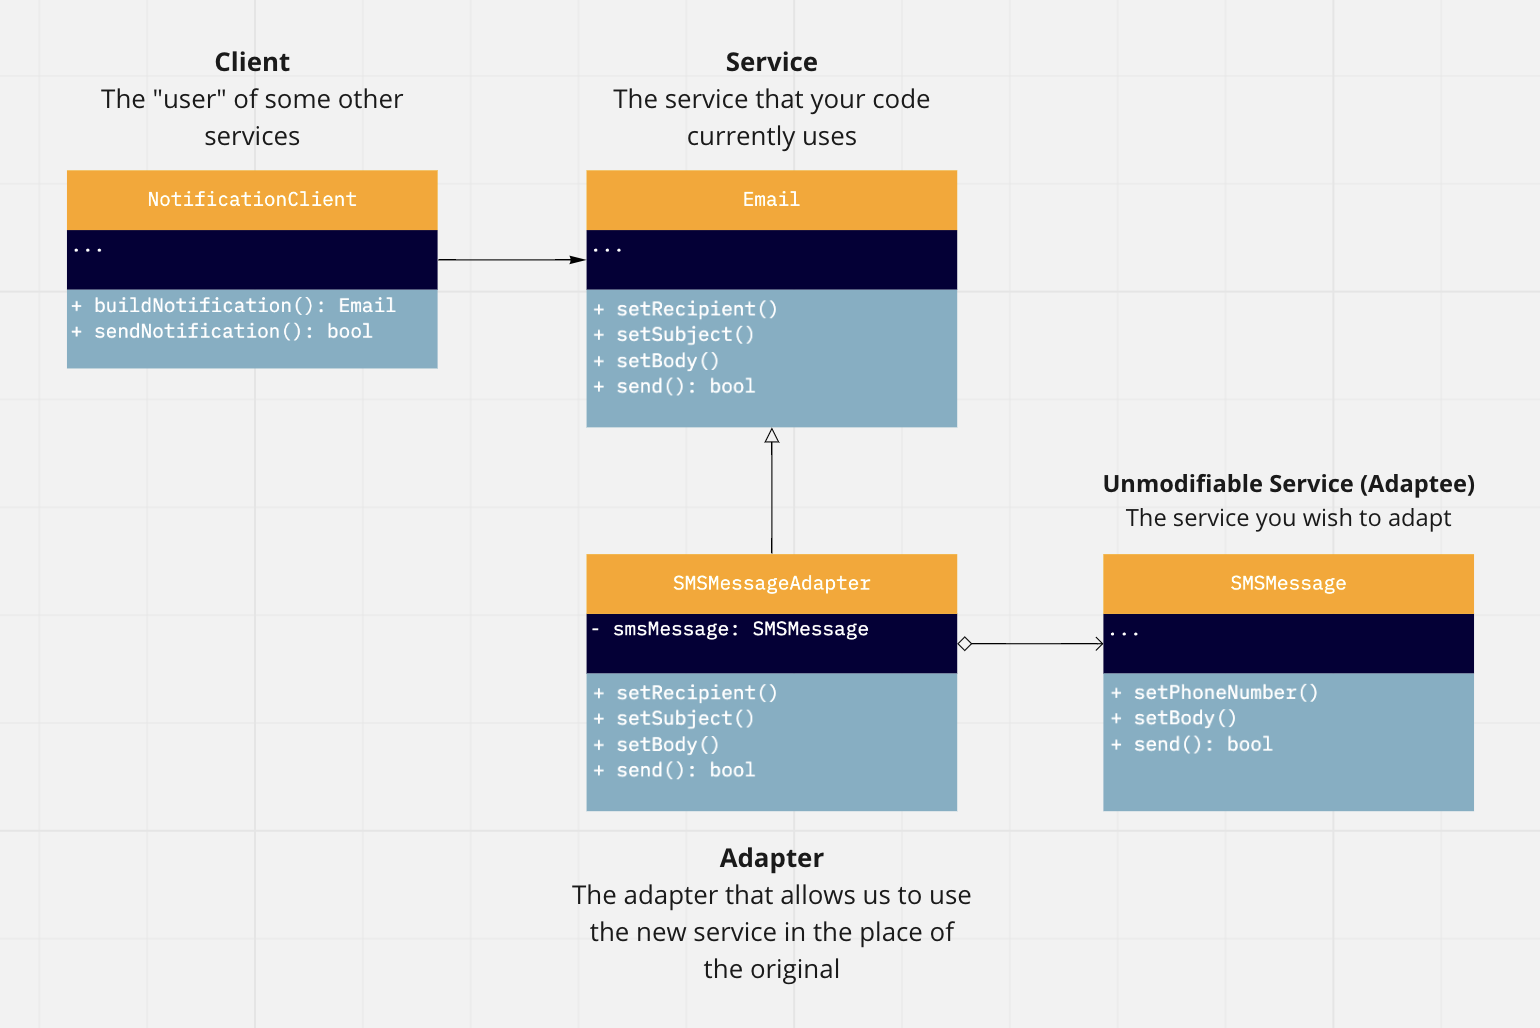 Client
The "user" of some other
services
NotificationClient
...
+ buildNotification(): Email
+ sendNotification(): bool
Service
The service that your code
currently uses
Email
...
+ setRecipient()
+ setSubject()
+ setBody()
+ send(): bool
SMSMessageAdapter
- smsMessage: SMSMessage
+ setRecipient()
+ setSubject()
+ setBody()
+ send(): bool
Adapter
The adapter that allows us to use
the new service in the place of
the original
Unmodifiable Service (Adaptee)
The service you wish to adapt
SMSMessage
...
+ setPhoneNumber()
+ setBody()
+ send(): bool